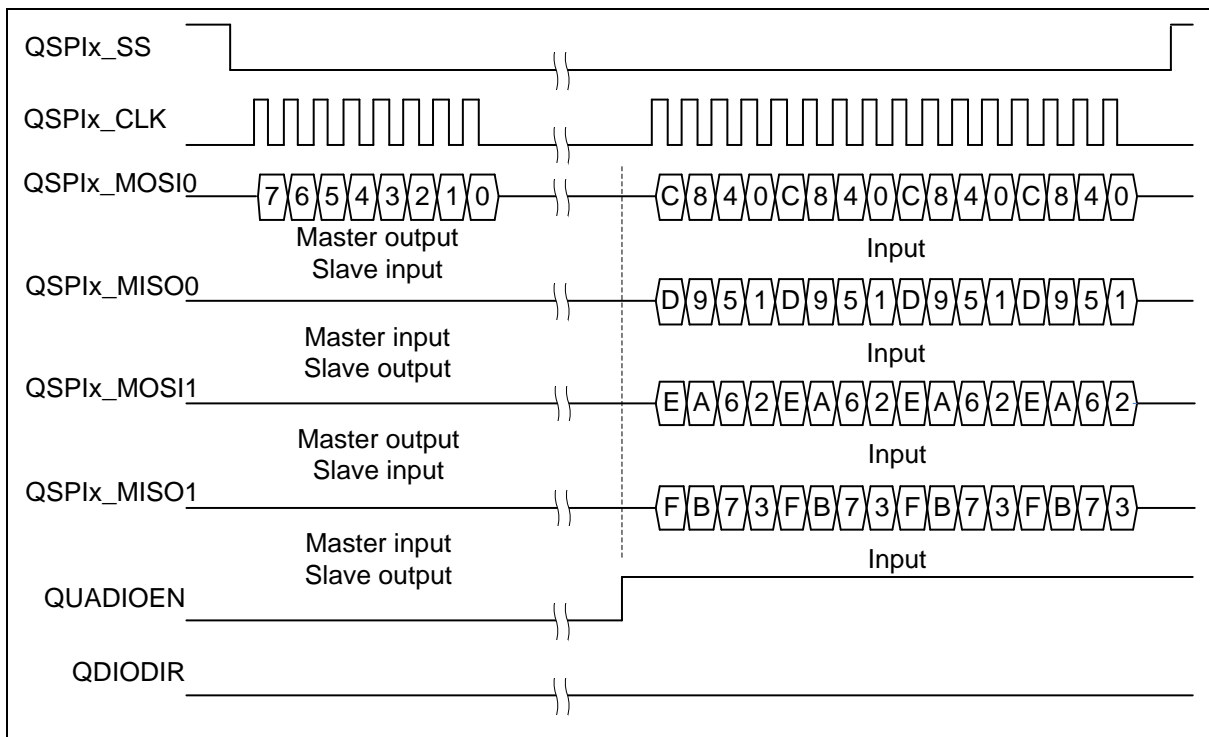 QSPIx_SS
QSPIx_CLK
QSPIx_MOSI0 7 6 5 4 3 2 1 0 C 8 4 0 C 8 4 0 C 8 4 0 C 8 4 0
Master output Input
Slave input
QSPIx_MISO0 D 9 5 1 D 9 5 1 D 9 5 1 D 9 5 1
Master input Input
Slave output
QSPIx_MOSI1 E A 6 2 E A 6 2 E A 6 2 E A 6 2
Master output Input
Slave input
QSPIx_MISO1 F B 7 3 F B 7 3 F B 7 3 F B 7 3
Master input Input
Slave output
QUADIOEN
QDIODIR